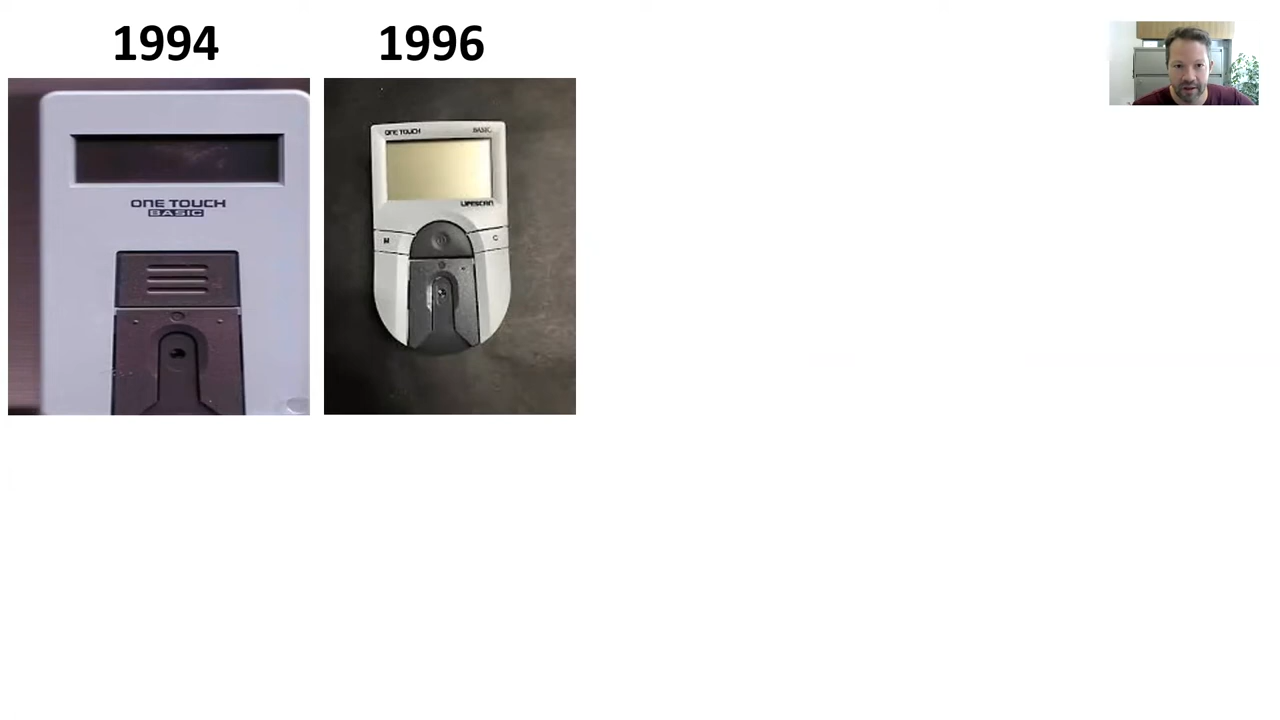 1994
1996
ONE TOUCH
BASIC
ONE TOUCH BASIC
LIFESCAN
M C